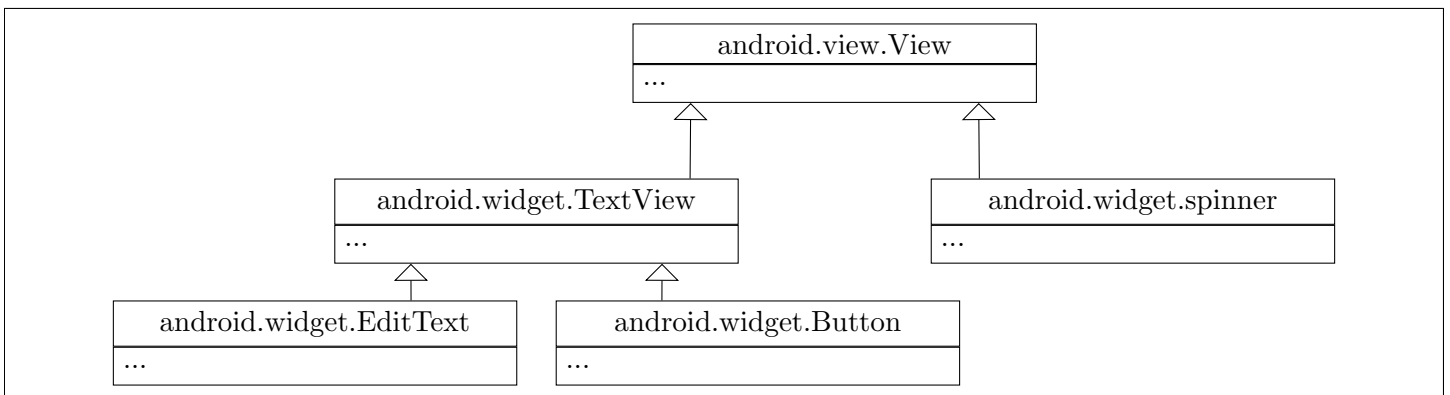 android.view.View
...
android.widget.TextView
...
android.widget.spinner
...
android.widget.EditText
...
android.widget.Button
...